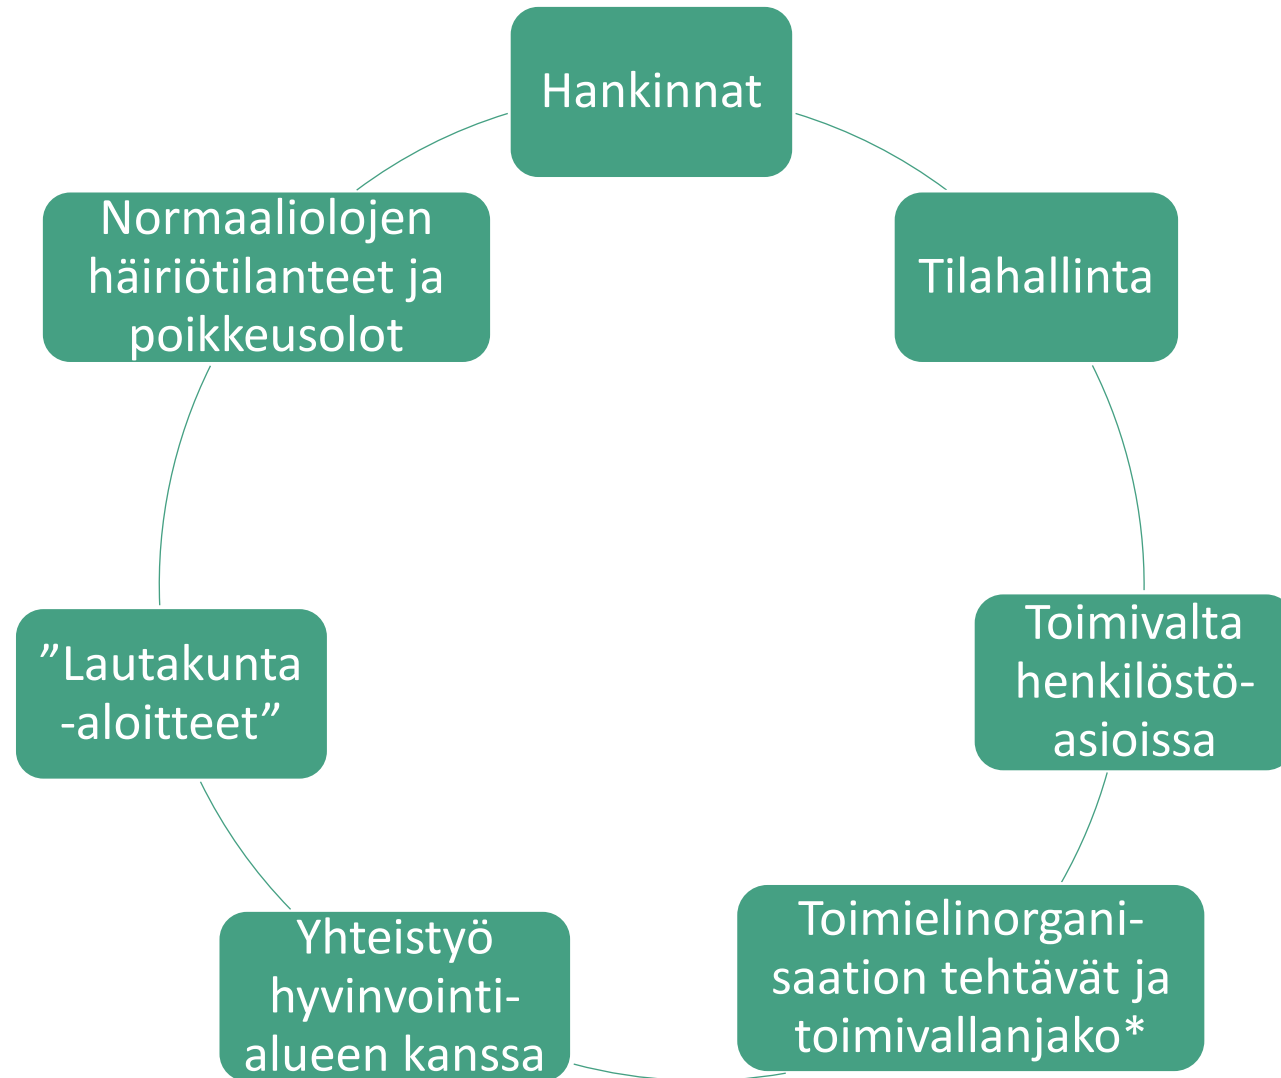 Hankinnat
Tilahallinta
Toimivalta
henkilöstö-
asioissa
Toimielinorgani-
saation tehtävät ja
toimivallanjako*
Yhteistyö
hyvinvointi-
alueen kanssa
”Lautakunta
-aloitteet”
Normaaliolojen
häiriötilanteet ja
poikkeusolot